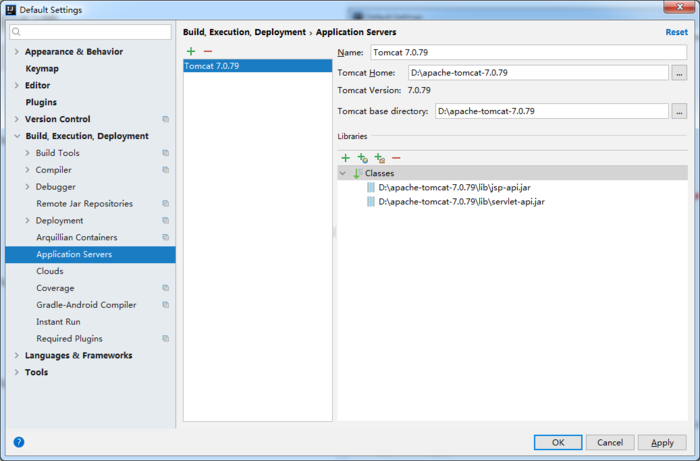 Default Settings
Build, Execution, Deployment › Application Servers
Reset
Appearance & Behavior
Keymap
Editor
Plugins
Version Control
Build, Execution, Deployment
Build Tools
Compiler
Debugger
Remote Jar Repositories
Deployment
Arquillian Containers
Application Servers
Clouds
Coverage
Gradle-Android Compiler
Instant Run
Required Plugins
Languages & Frameworks
Tools
Tomcat 7.0.79
Name: Tomcat 7.0.79
Tomcat Home: D:\apache-tomcat-7.0.79 ...
Tomcat Version: 7.0.79
Tomcat base directory: D:\apache-tomcat-7.0.79 ...
Libraries
Classes
D:\apache-tomcat-7.0.79\lib\jsp-api.jar
D:\apache-tomcat-7.0.79\lib\servlet-api.jar
? OK Cancel Apply